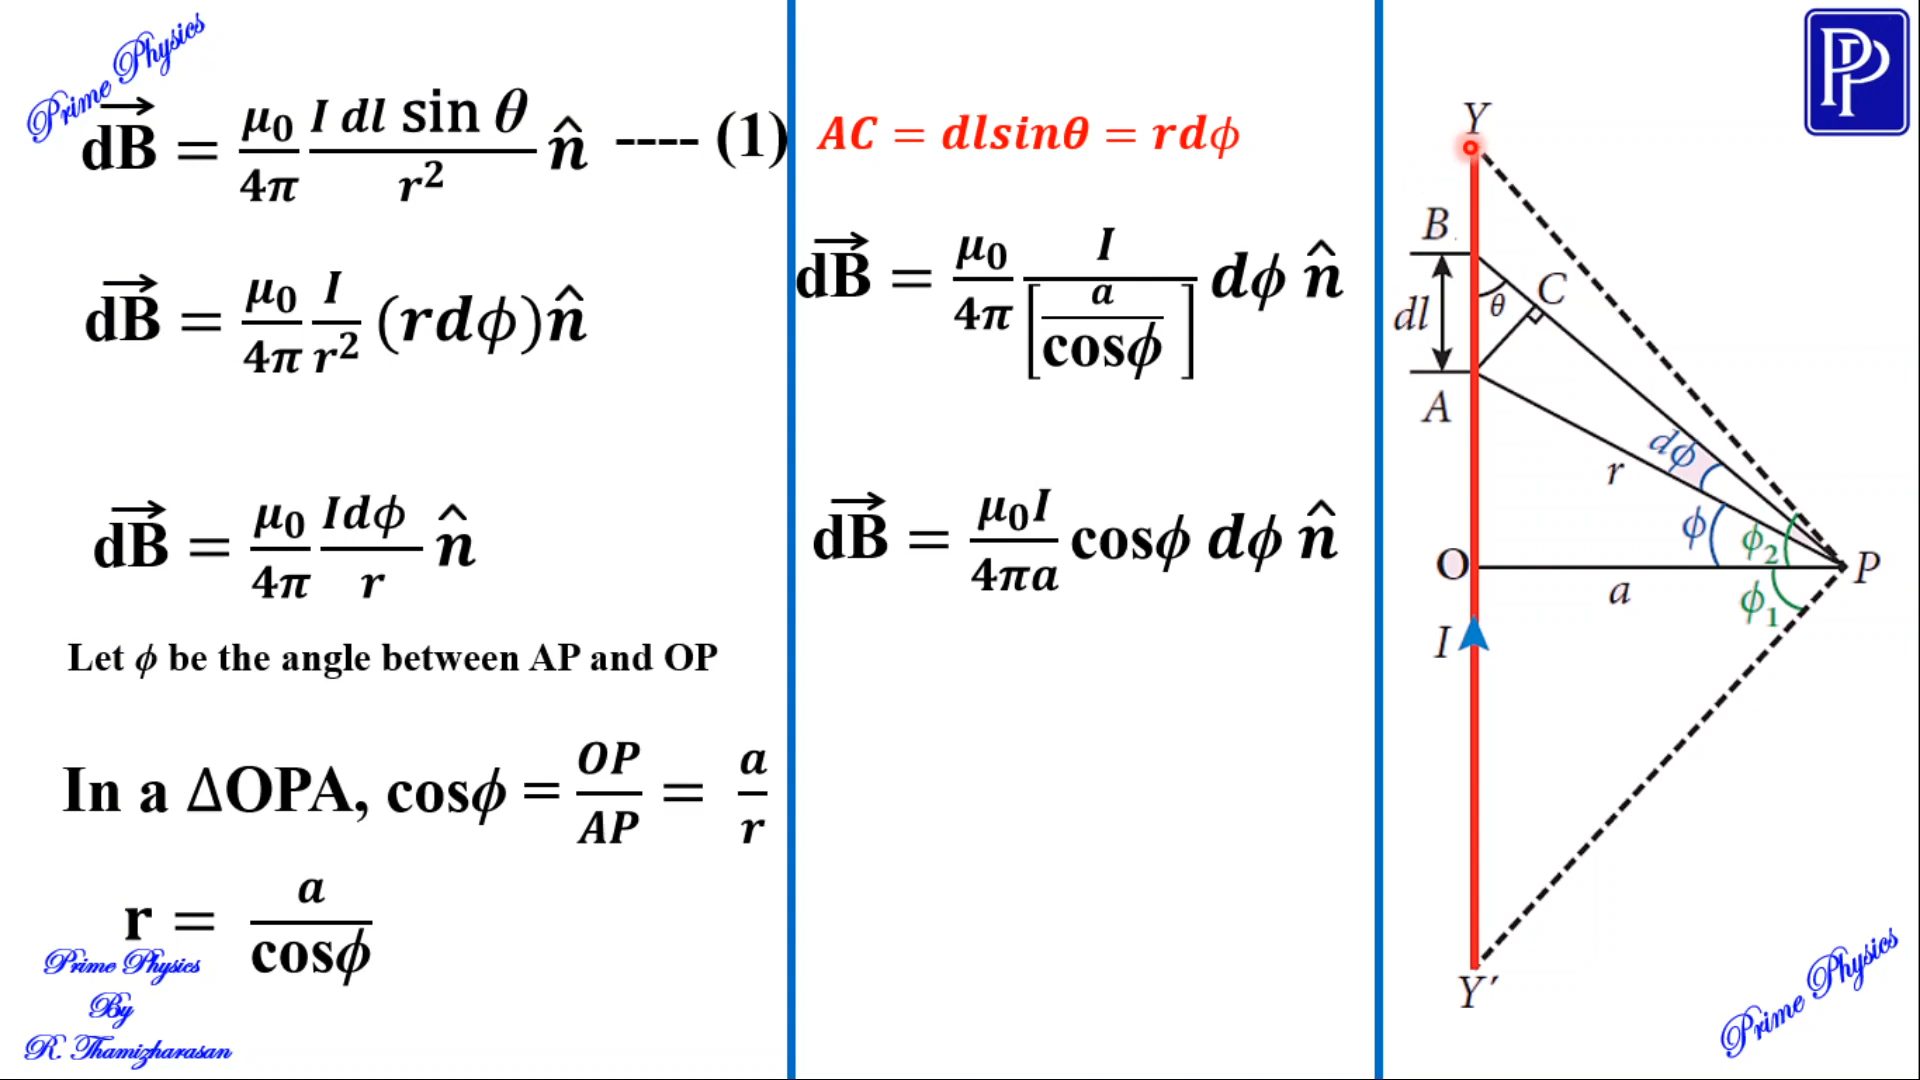 Prime Physics
dB⃗ = μ₀/4π I dl sin θ/r² n̂ ---- (1)
dB⃗ = μ₀/4π I/r² (rdϕ)n̂
dB⃗ = μ₀/4π Idϕ/r n̂
Let ϕ be the angle between AP and OP
In a ΔOPA, cosϕ = OP/AP = a/r
r = a/cosϕ
Prime Physics
By
R. Thamizharasan
AC = dlsinθ = rdϕ
dB⃗ = μ₀/4π I/[a/cosϕ] dϕ n̂
dB⃗ = μ₀I/4πa cosϕ dϕ n̂
PP
Y
B
C
θ
dl
A
dϕ
r
ϕ
ϕ₂
O
P
a
ϕ₁
I
Y′
Prime Physics